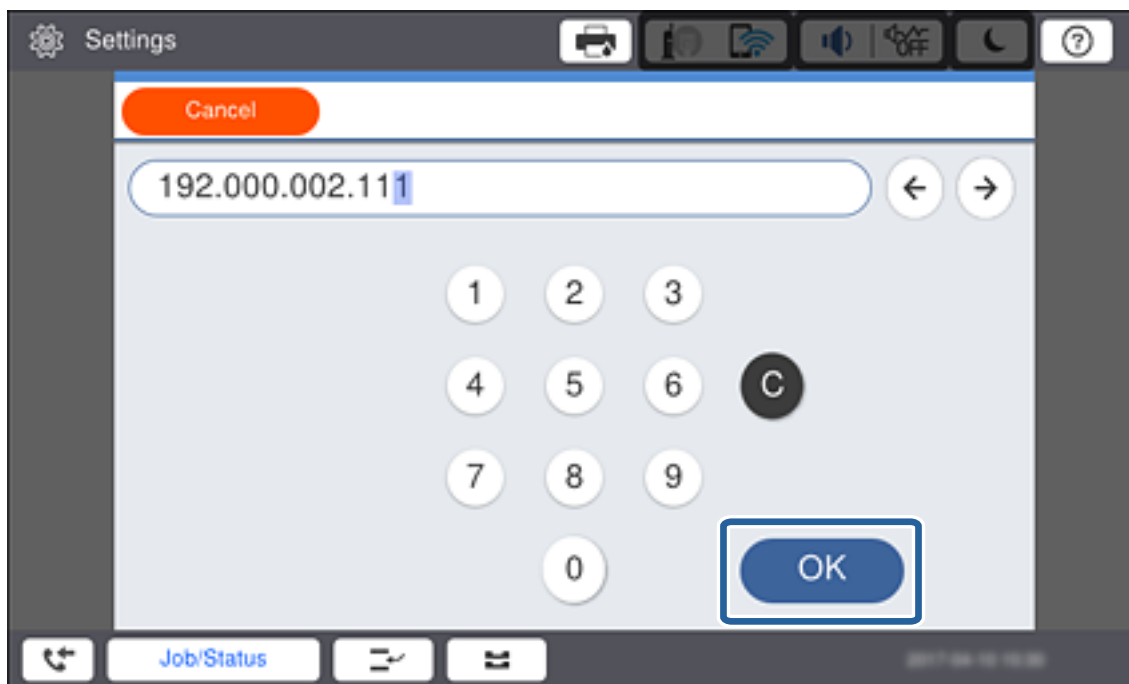 Settings
OFF
?
Cancel
192.000.002.111
1 2 3
4 5 6 C
7 8 9
0 OK
Job/Status